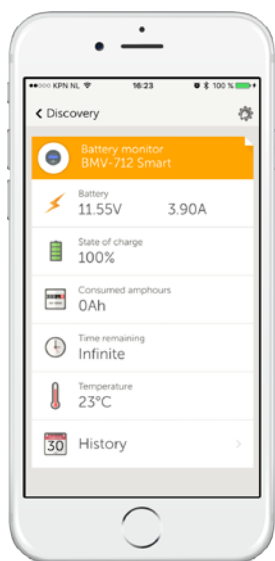 KPN NL 16:23 100 %
Discovery
Battery monitor
BMV-712 Smart
Battery
11.55V 3.90A
State of charge
100%
Consumed amphours
0Ah
Time remaining
Infinite
Temperature
23°C
30 History